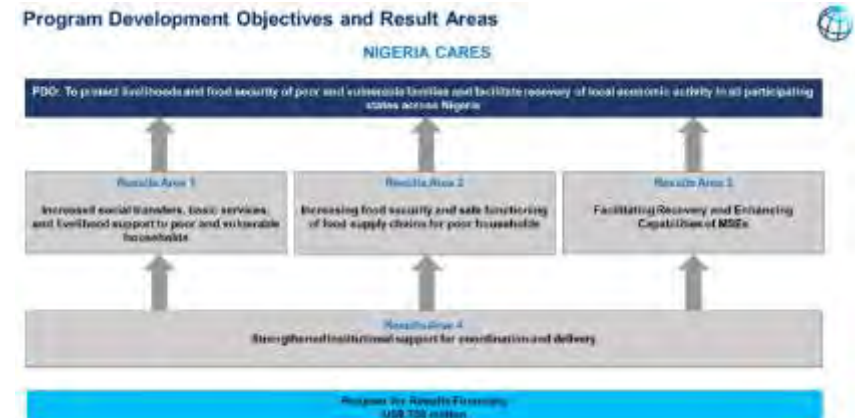 Program Development Objectives and Result Areas
NIGERIA CARES
PDO: To protect livelihoods and food security of poor and vulnerable families and facilitate recovery of local economic activity in all participating
states across Nigeria
Results Area 1
Increased social transfers, basic services,
and livelihood support to poor and vulnerable
households
Results Area 2
Increasing food security and safe functioning
of food supply chains for poor households
Results Area 3
Facilitating Recovery and Enhancing
Capabilities of MSEs
Results Area 4
Strengthened institutional support for coordination and delivery
Program for Results Financing
US$ 750 million